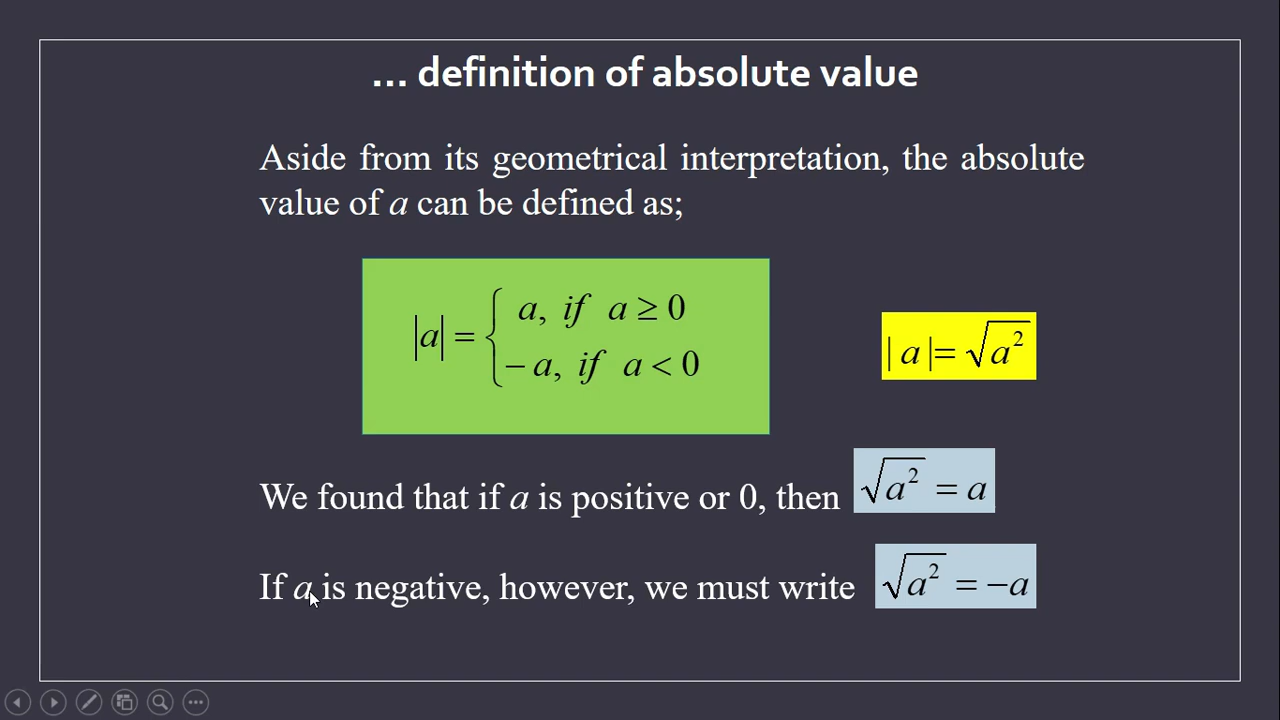 ... definition of absolute value
Aside from its geometrical interpretation, the absolute
value of a can be defined as;
|a| = { a, if a ≥ 0
− a, if a < 0
| a |= √a²
We found that if a is positive or 0, then √a² = a
If a is negative, however, we must write √a² = −a